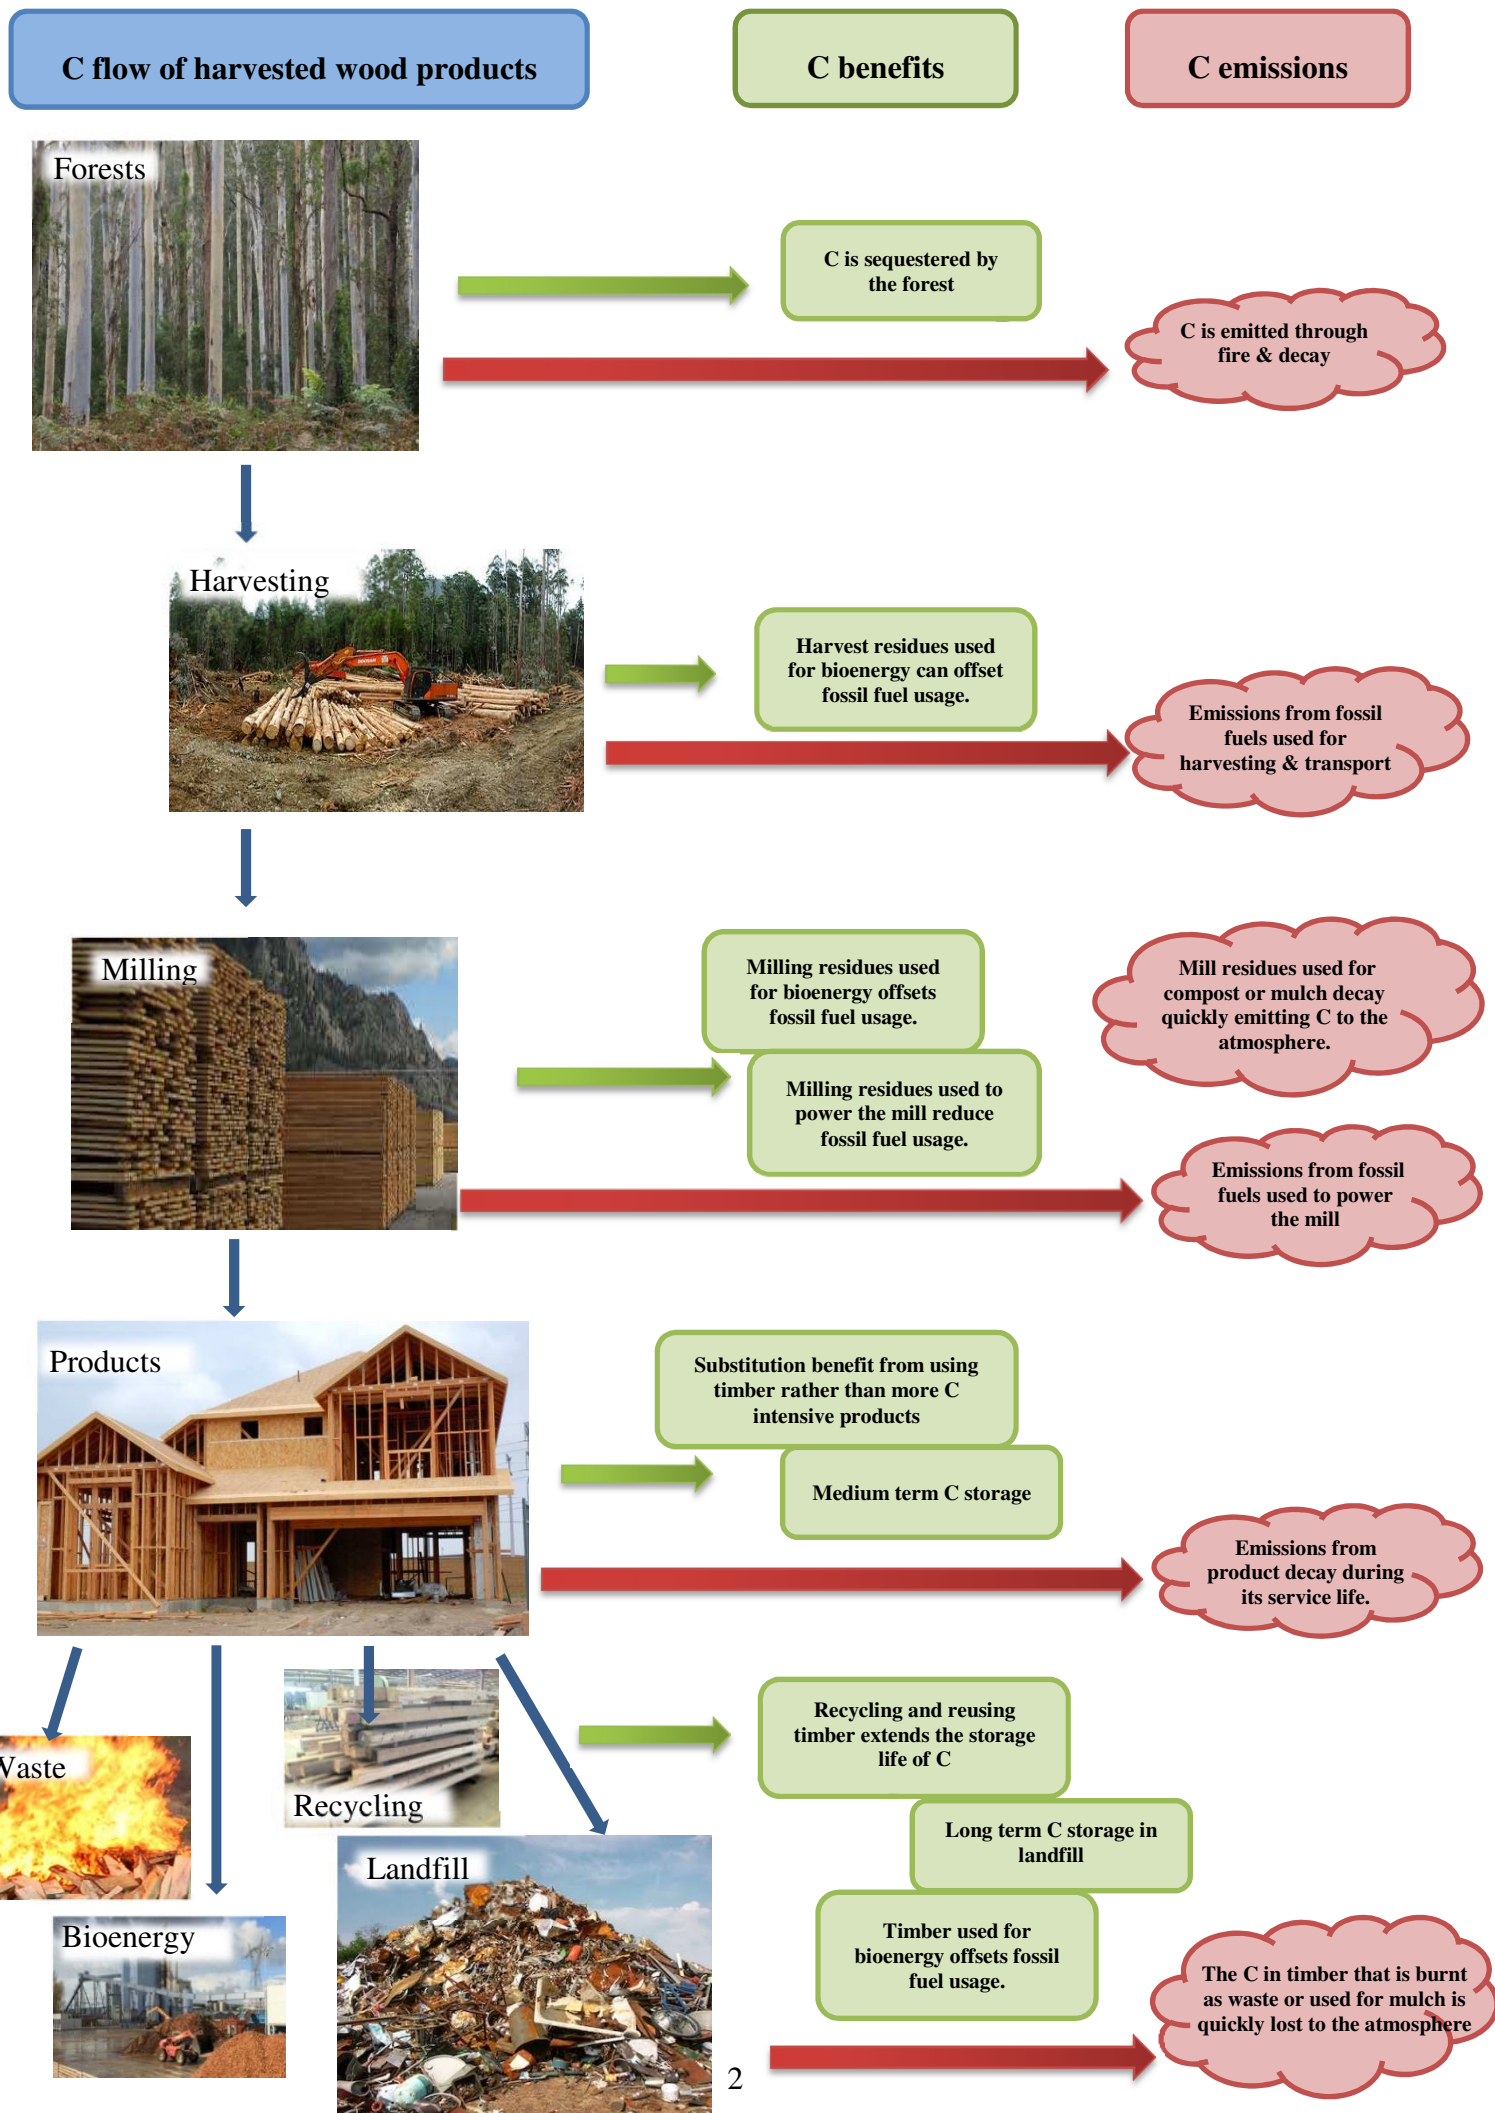 C flow of harvested wood products
C benefits
C emissions
Forests
C is sequestered by
the forest
C is emitted through
fire & decay
Harvesting
Harvest residues used
for bioenergy can offset
fossil fuel usage.
Emissions from fossil
fuels used for
harvesting & transport
Milling
Milling residues used
for bioenergy offsets
fossil fuel usage.
Milling residues used to
power the mill reduce
fossil fuel usage.
Mill residues used for
compost or mulch decay
quickly emitting C to the
atmosphere.
Emissions from fossil
fuels used to power
the mill
Products
Substitution benefit from using
timber rather than more C
intensive products
Medium term C storage
Emissions from
product decay during
its service life.
Waste
Recycling
Landfill
Bioenergy
Recycling and reusing
timber extends the storage
life of C
Long term C storage in
landfill
Timber used for
bioenergy offsets fossil
fuel usage.
The C in timber that is burnt
as waste or used for mulch is
quickly lost to the atmosphere
2